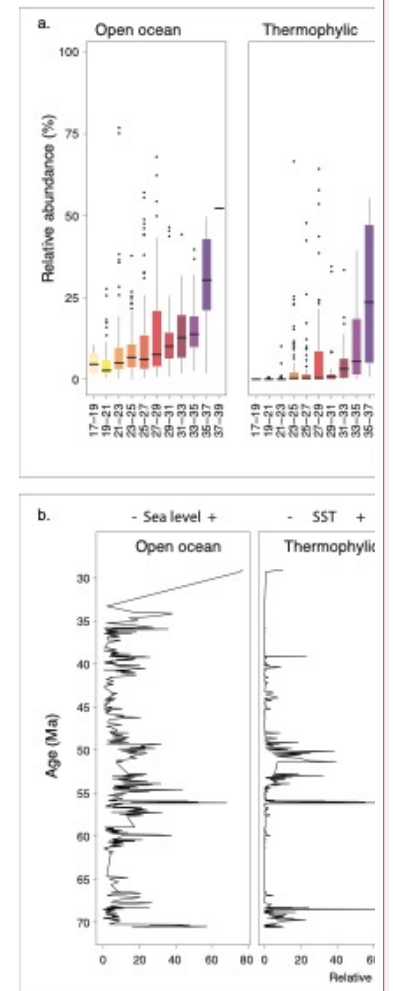 a.
Open ocean Thermophylic
Relative abundance (%)
100
75
50
25
0
17–19 19–21 21–23 23–25 25–27 27–29 29–31 31–33 33–35 35–37 37–39
17–19 19–21 21–23 23–25 25–27 27–29 29–31 31–33 33–35 35–37
b.
- Sea level + - SST +
Open ocean Thermophylic
Age (Ma)
30
35
40
45
50
55
60
65
70
0 20 40 60 80 0 20 40
Relative